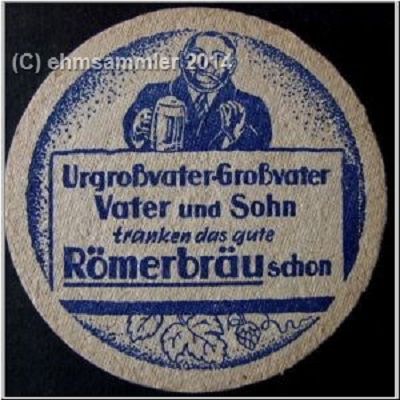 (C) ehmsammler 2014
Urgroßvater-Großvater
Vater und Sohn
tranken das gute
Römerbräu schon